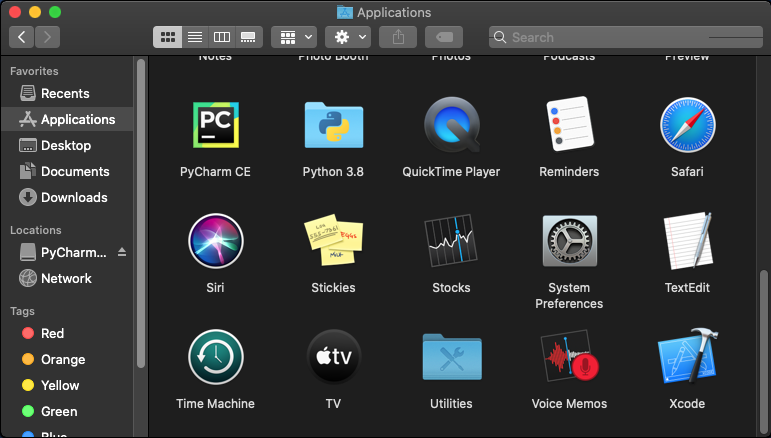 Applications
Search
Favorites
Recents
Applications
Desktop
Documents
Downloads
Locations
PyCharm...
Network
Tags
Red
Orange
Yellow
Green
Blue
Notes
Photo Booth
Photos
Podcasts
Preview
PC
PyCharm CE
Python 3.8
QuickTime Player
Reminders
Safari
Siri
Stickies
Stocks
System
Preferences
TextEdit
Time Machine
tv
TV
Utilities
Voice Memos
Xcode